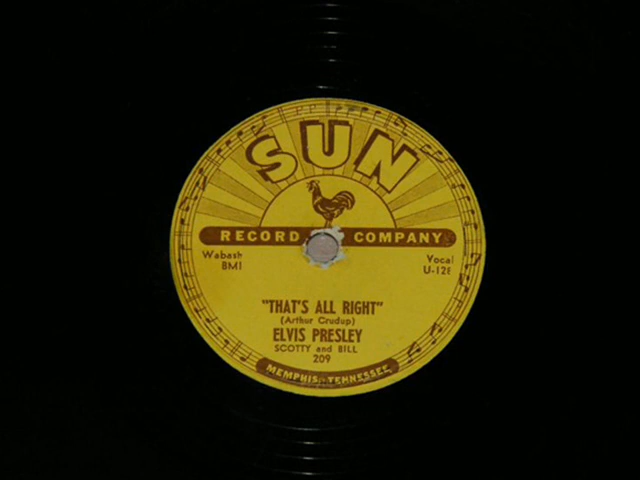 SUN
RECORD COMPANY
Wabash
BMI
Vocal
U-128
"THAT'S ALL RIGHT"
(Arthur Crudup)
ELVIS PRESLEY
SCOTTY and BILL
209
MEMPHIS, TENNESSEE